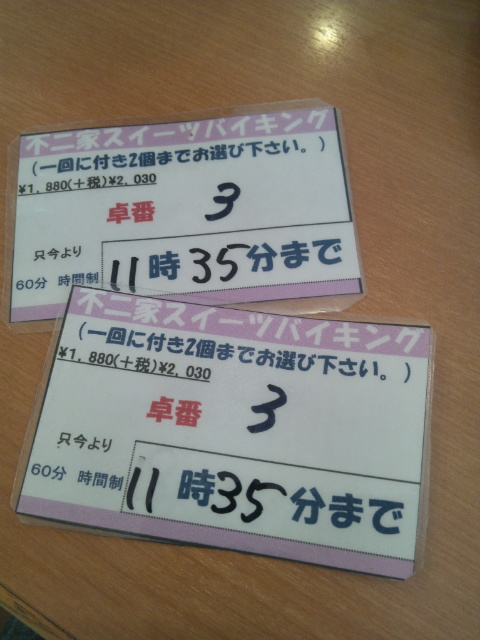 不二家スイーツバイキング
（一回に付き2個までお選び下さい。）
¥1,880(＋税)¥2,030
卓番 3
只今より
60分 時間制 11時35分まで
不二家スイーツバイキング
（一回に付き2個までお選び下さい。）
¥1,880(＋税)¥2,030
卓番 3
只今より
60分 時間制 11時35分まで